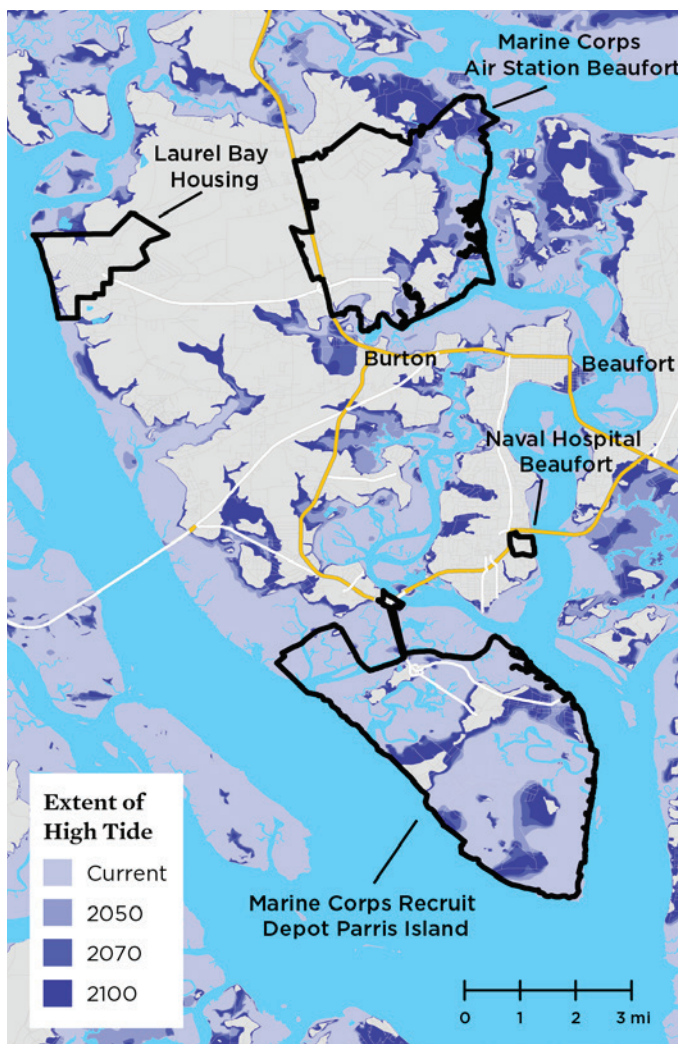 Marine Corps
Air Station Beaufort
Laurel Bay
Housing
Burton
Beaufort
Naval Hospital
Beaufort
Extent of
High Tide
Current
2050
2070
2100
Marine Corps Recruit
Depot Parris Island
0 1 2 3 mi